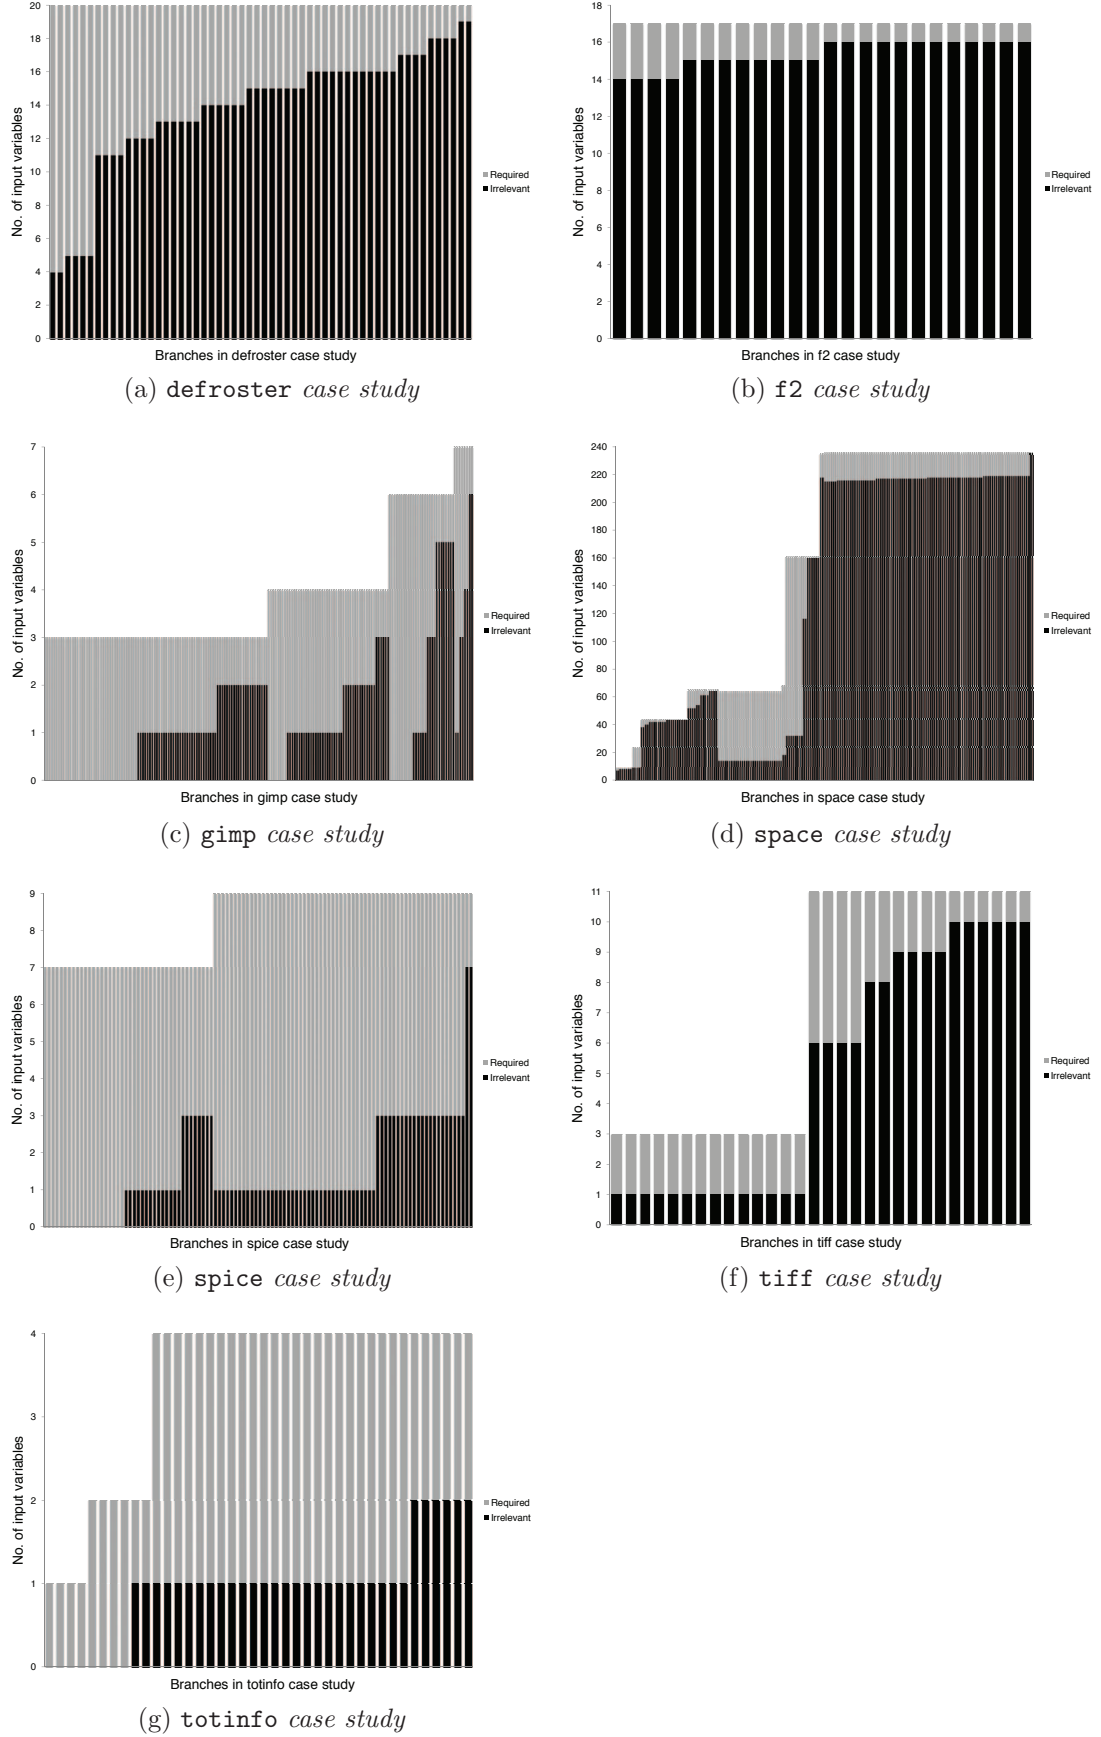 20
18
16
14
12
10
8
6
4
2
0
No. of input variables
Required
Irrelevant
Branches in defroster case study
(a) defroster case study
18
16
14
12
10
8
6
4
2
0
No. of input variables
Required
Irrelevant
Branches in f2 case study
(b) f2 case study
7
6
5
4
3
2
1
0
No. of input variables
Required
Irrelevant
Branches in gimp case study
(c) gimp case study
240
220
200
180
160
140
120
100
80
60
40
20
0
No. of input variables
Required
Irrelevant
Branches in space case study
(d) space case study
9
8
7
6
5
4
3
2
1
0
No. of input variables
Required
Irrelevant
Branches in spice case study
(e) spice case study
11
10
9
8
7
6
5
4
3
2
1
0
No. of input variables
Required
Irrelevant
Branches in tiff case study
(f) tiff case study
4
3
2
1
0
No. of input variables
Required
Irrelevant
Branches in totinfo case study
(g) totinfo case study